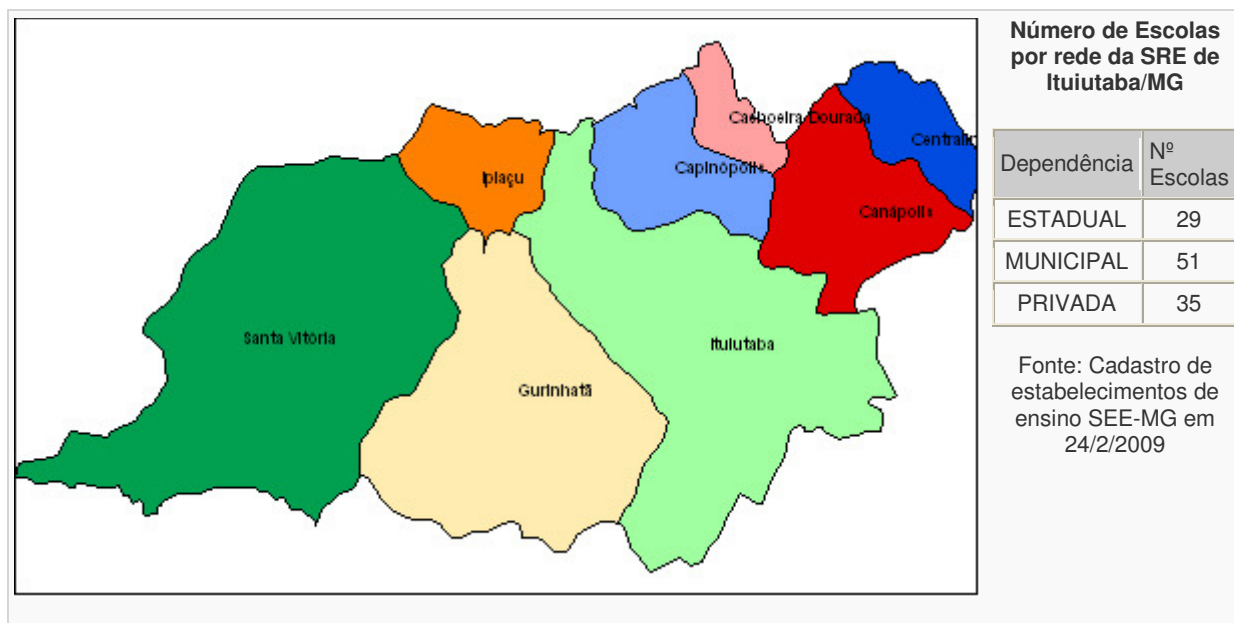 Cachoeira Dourada
Capinópolis
Ipiaçu
Canápolis
Santa Vitória
Ituiutaba
Gurinhatã
Número de Escolas
por rede da SRE de
Ituiutaba/MG
Dependência
Nº
Escolas
ESTADUAL 29
MUNICIPAL 51
PRIVADA 35
Fonte: Cadastro de
estabelecimentos de
ensino SEE-MG em
24/2/2009